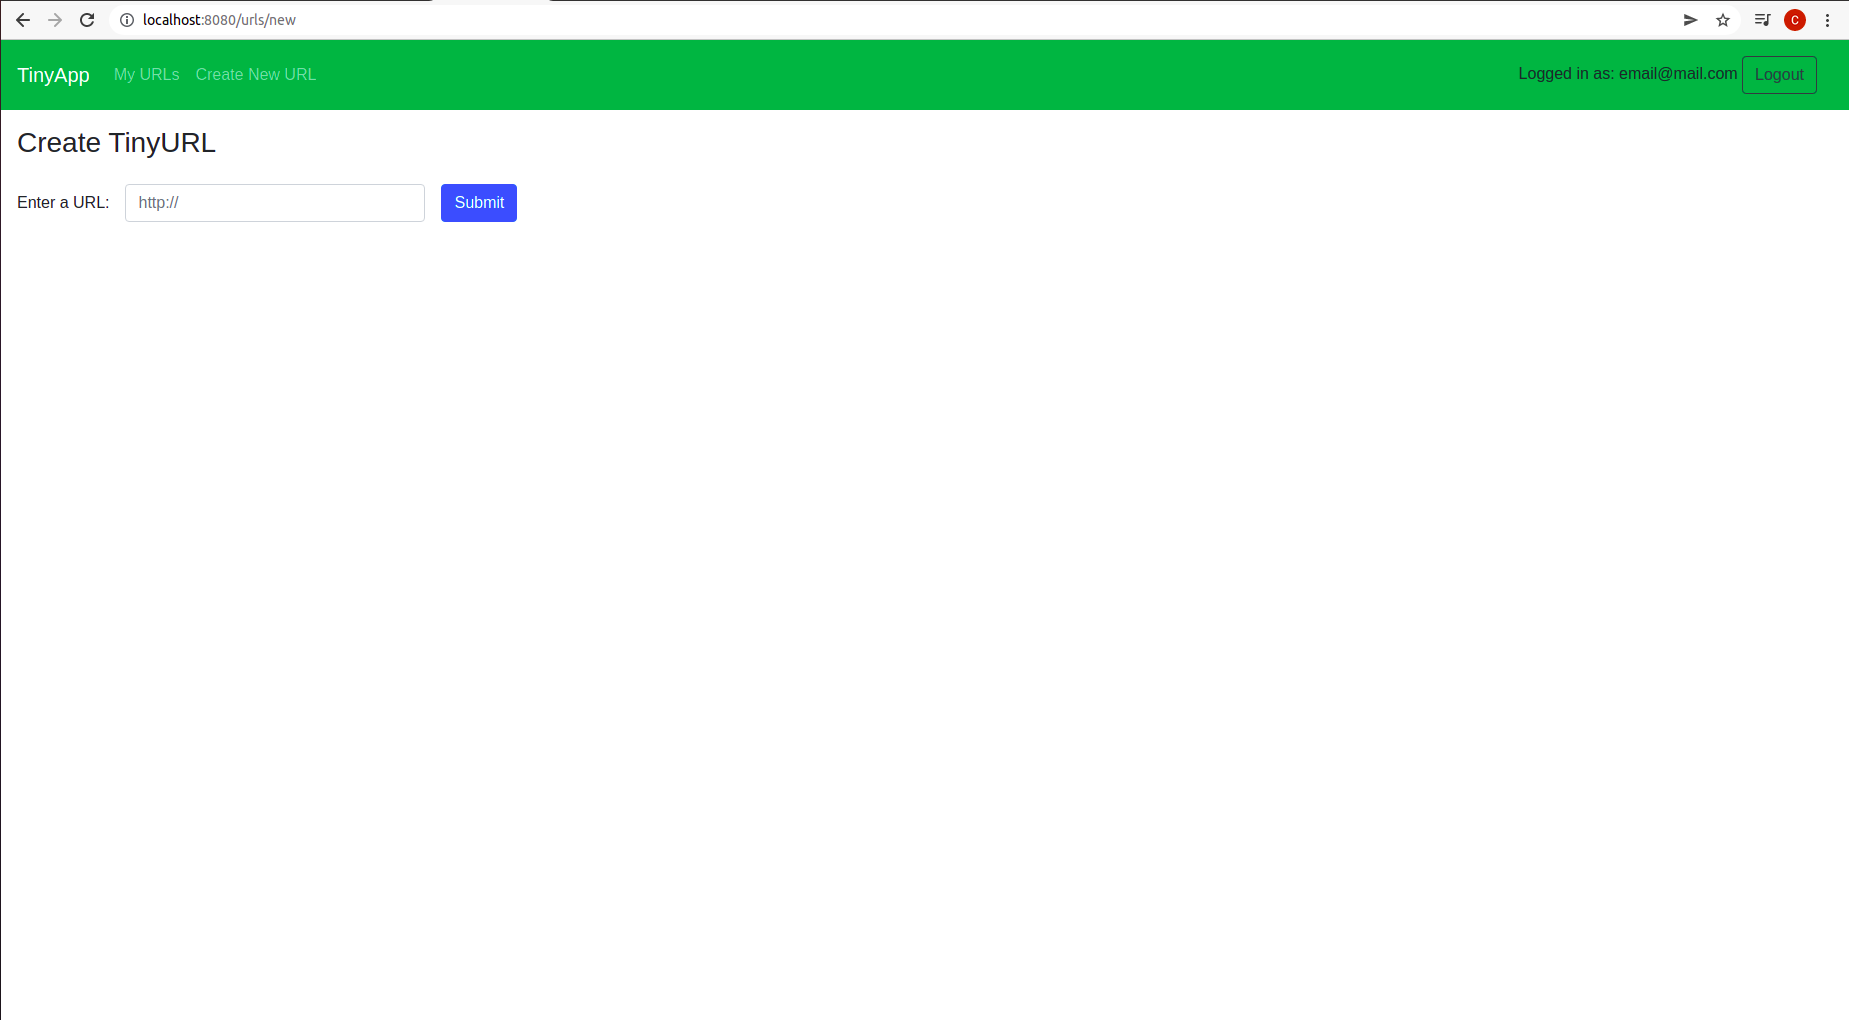 localhost:8080/urls/new
C
TinyApp My URLs Create New URL Logged in as: email@mail.com Logout
Create TinyURL
Enter a URL: http:// Submit